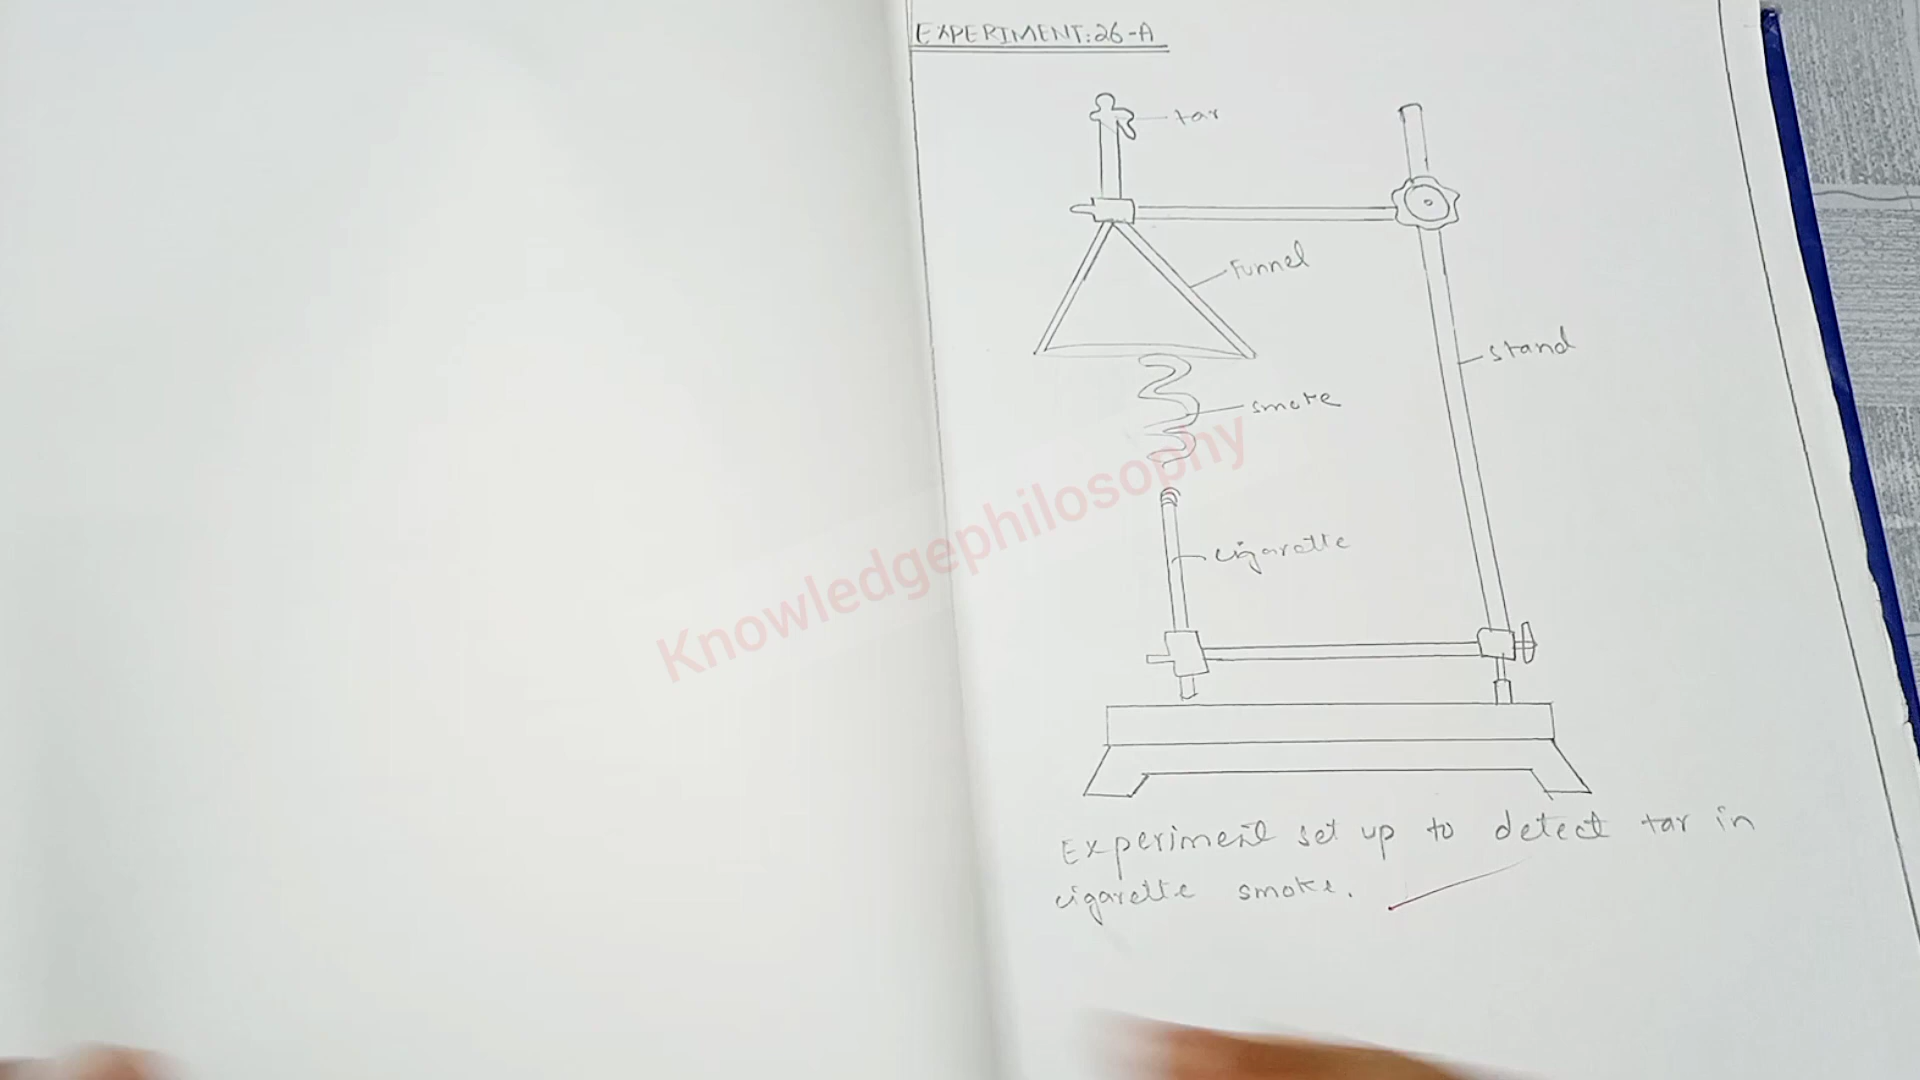 EXPERIMENT:26-A
tar
Funnel
stand
smoke
cigarette
Knowledgephilosophy
Experiment set up to detect tar in
cigarette smoke.